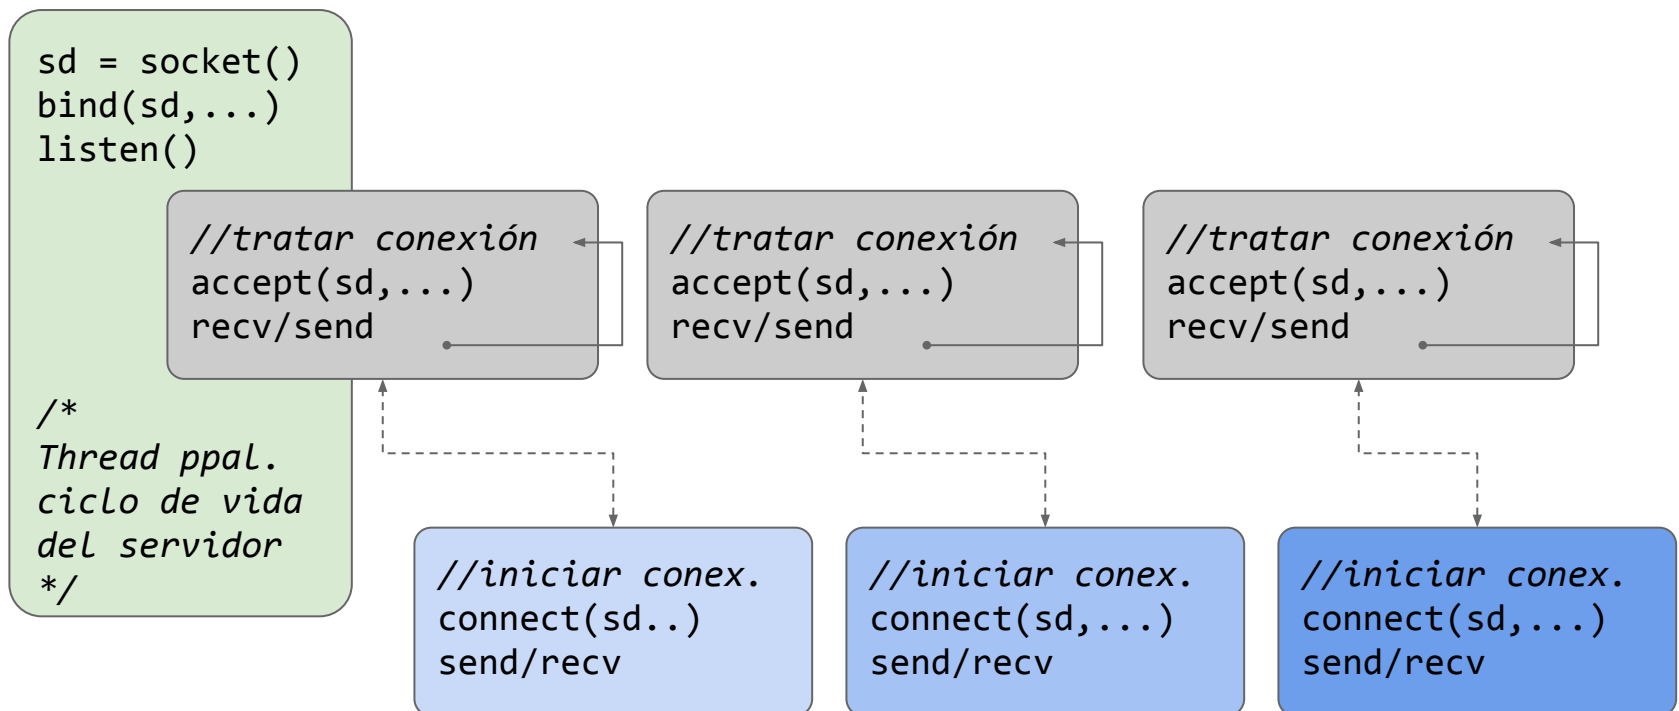 sd = socket()
bind(sd,...)
listen()
//tratar conexión
accept(sd,...)
recv/send
//tratar conexión
accept(sd,...)
recv/send
//tratar conexión
accept(sd,...)
recv/send
/*
Thread ppal.
ciclo de vida
del servidor
*/
//iniciar conex.
connect(sd..)
send/recv
//iniciar conex.
connect(sd,...)
send/recv
//iniciar conex.
connect(sd,...)
send/recv